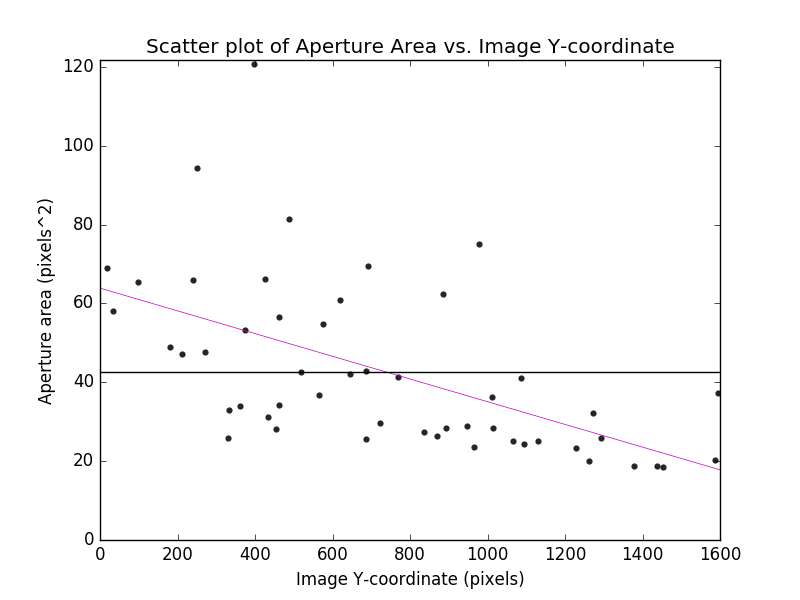 Scatter plot of Aperture Area vs. Image Y-coordinate
120
100
80
60
40
20
0
Aperture area (pixels^2)
0 200 400 600 800 1000 1200 1400 1600
Image Y-coordinate (pixels)